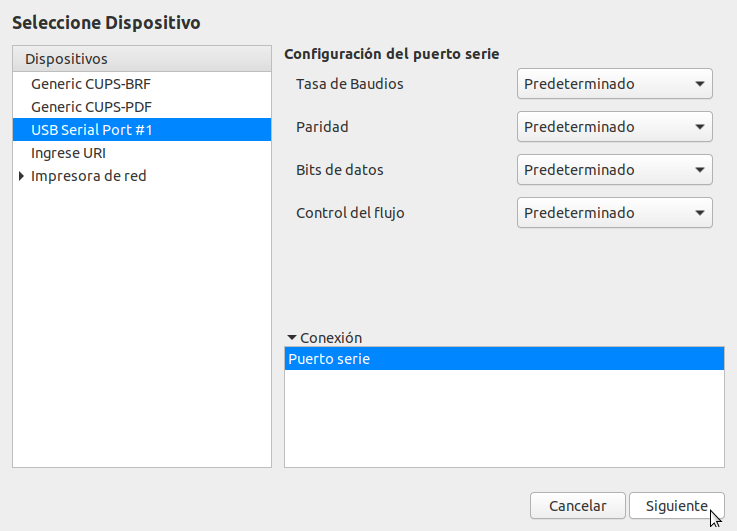 Seleccione Dispositivo
Dispositivos
Generic CUPS-BRF
Generic CUPS-PDF
USB Serial Port #1
Ingrese URI
Impresora de red
Configuración del puerto serie
Tasa de Baudios Predeterminado
Paridad Predeterminado
Bits de datos Predeterminado
Control del flujo Predeterminado
Conexión
Puerto serie
Cancelar Siguiente